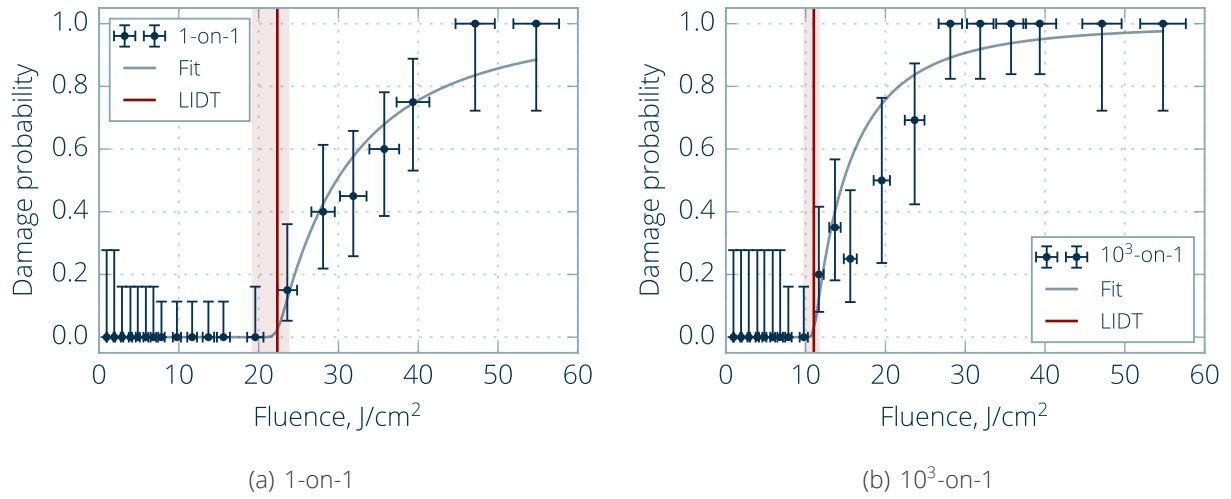 1.0
0.8
0.6
0.4
0.2
0.0
Damage probability
1-on-1
Fit
LIDT
0 10 20 30 40 50 60
Fluence, J/cm²
(a) 1-on-1
1.0
0.8
0.6
0.4
0.2
0.0
Damage probability
10³-on-1
Fit
LIDT
0 10 20 30 40 50 60
Fluence, J/cm²
(b) 10³-on-1